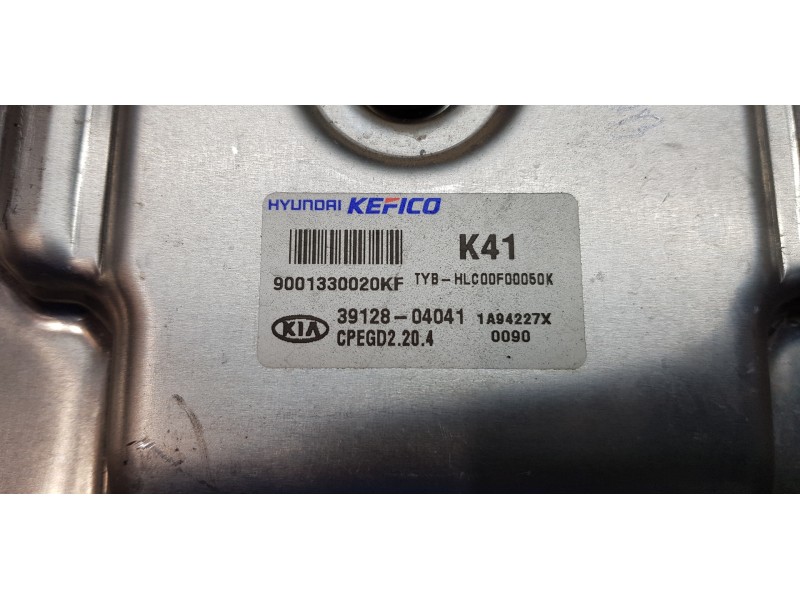 HYUNDAI KEFICO
K41
9001330020KF TYB-HLC00F00050K
KIA 39128-04041 1A94227X
CPEGD2.20.4 0090